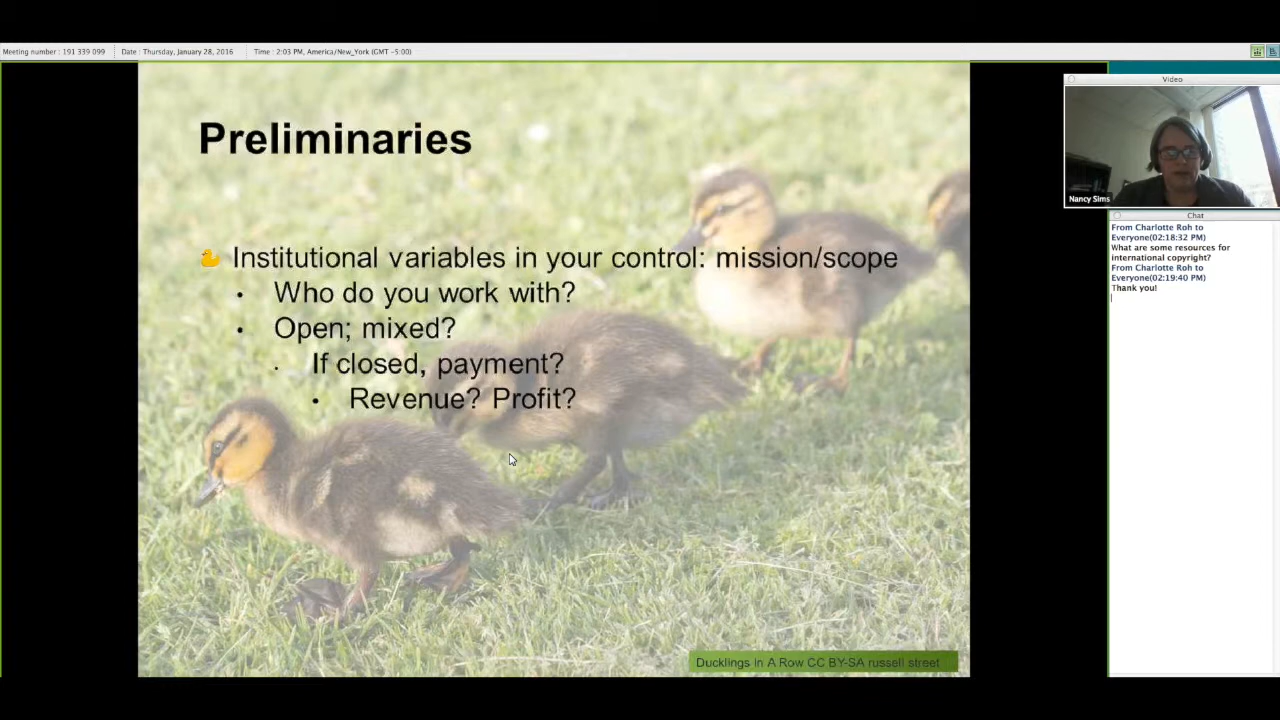 Meeting number : 191 339 099 Date : Thursday, January 28, 2016 Time : 2:03 PM, America/New_York (GMT -5:00)
Preliminaries
Institutional variables in your control: mission/scope
• Who do you work with?
• Open; mixed?
• If closed, payment?
• Revenue? Profit?
Ducklings In A Row CC BY-SA russell street
Video
Nancy Sims
Chat
From Charlotte Roh to
Everyone(02:18:32 PM)
What are some resources for
international copyright?
From Charlotte Roh to
Everyone(02:19:40 PM)
Thank you!